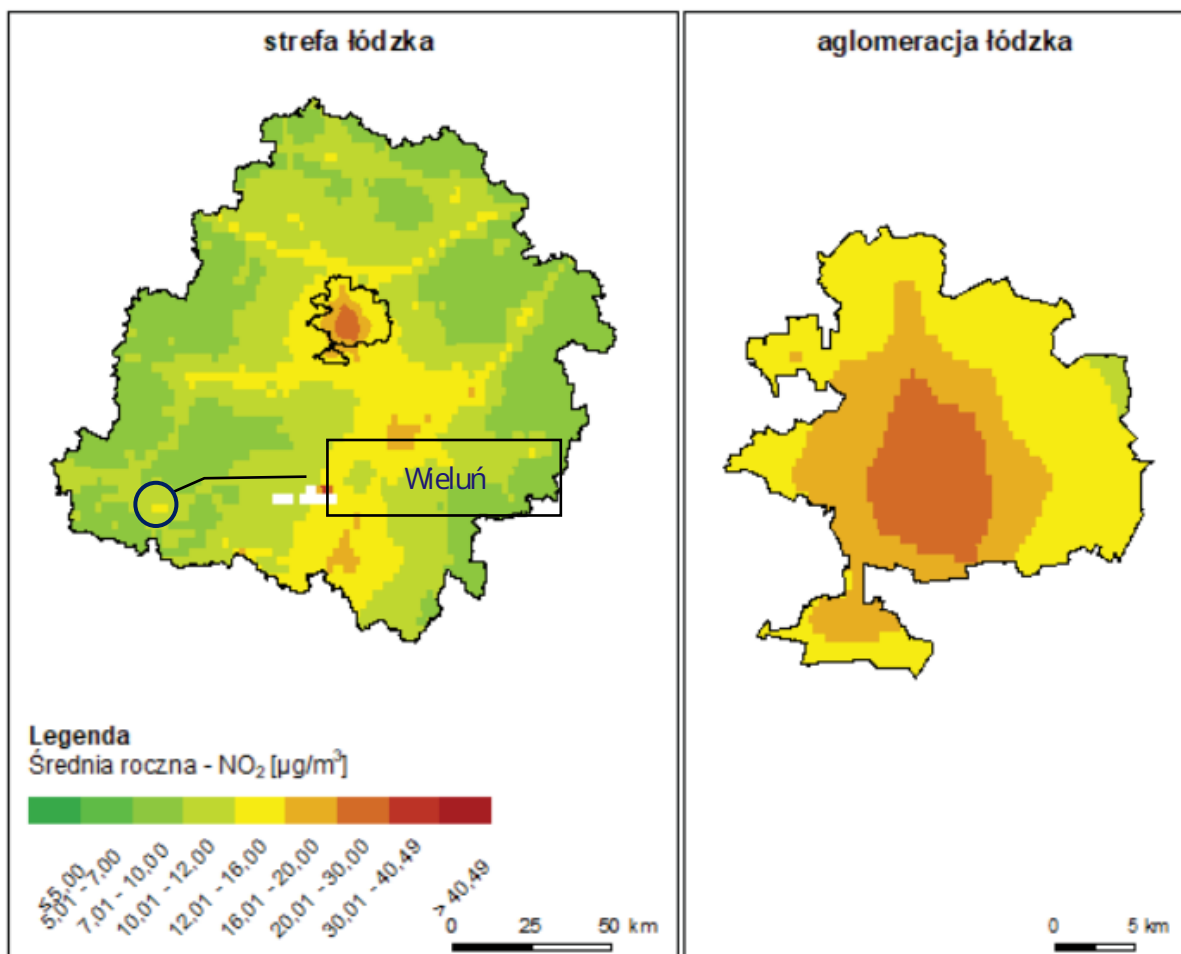 strefa łódzka
aglomeracja łódzka
Wieluń
Legenda
Średnia roczna - NO₂ [µg/m³]
≤5,00
5,01 - 7,00
7,01 - 10,00
10,01 - 12,00
12,01 - 16,00
16,01 - 20,00
20,01 - 30,00
30,01 - 40,49
> 40,49
0 25 50 km
0 5 km